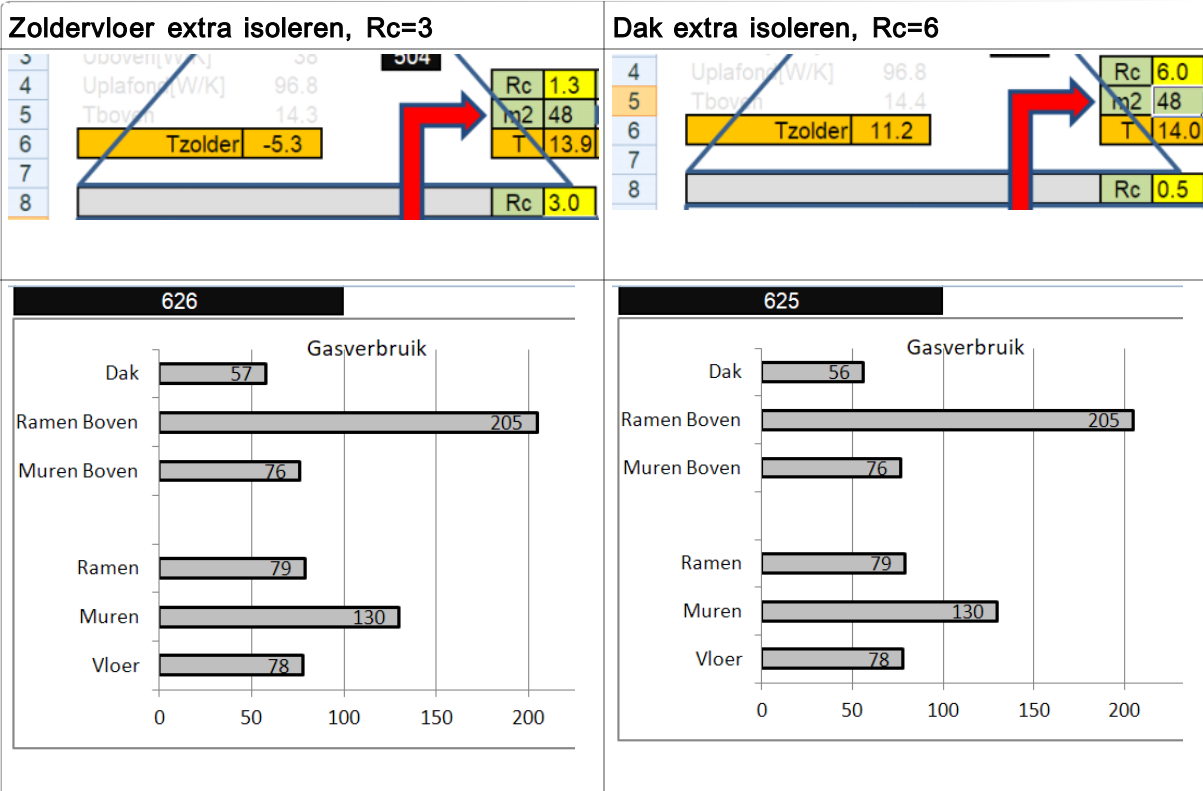 Zoldervloer extra isoleren, Rc=3
3 Uboven[W/K] 38 504
4 Uplafond[W/K] 96.8 Rc 1.3
5 Tboven 14.3 m2 48
6 Tzolder -5.3 T 13.9
7
8 Rc 3.0
626
Gasverbruik
Dak 57
Ramen Boven 205
Muren Boven 76
Ramen 79
Muren 130
Vloer 78
0 50 100 150 200
Dak extra isoleren, Rc=6
4 Uplafond[W/K] 96.8 Rc 6.0
5 Tboven 14.4 m2 48
6 Tzolder 11.2 T 14.0
7
8 Rc 0.5
625
Gasverbruik
Dak 56
Ramen Boven 205
Muren Boven 76
Ramen 79
Muren 130
Vloer 78
0 50 100 150 200